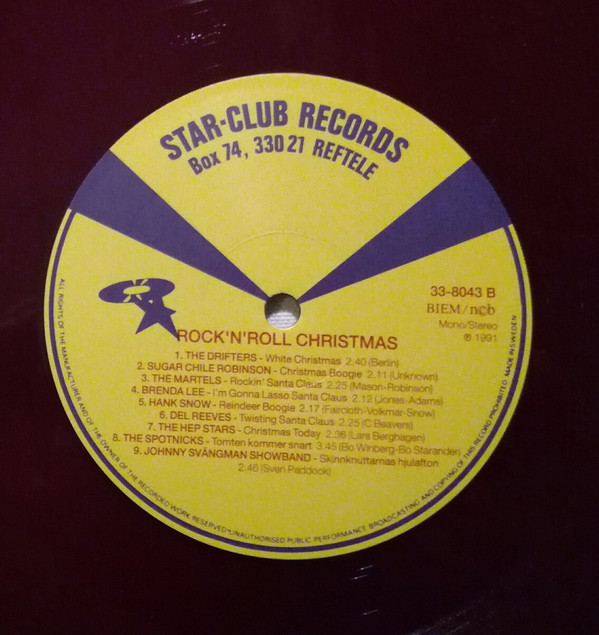 STAR-CLUB RECORDS
Box 74, 330 21 REFTELE
33-8043 B
BIEM/n©b
Mono/Stereo
℗ 1991
ROCK'N'ROLL CHRISTMAS
1. THE DRIFTERS - White Christmas 2.40 (Berlin)
2. SUGAR CHILE ROBINSON - Christmas Boogie 2.11 (Unknown)
3. THE MARTELS - Rockin' Santa Claus 2.25 (Mason-Robinson)
4. BRENDA LEE - I'm Gonna Lasso Santa Claus 2.12 (Jones-Adams)
5. HANK SNOW - Reindeer Boogie 2.17 (Faircloth-Volkmar-Snow)
6. DEL REEVES - Twisting Santa Claus 2.25 (C Beavers)
7. THE HEP STARS - Christmas Today 2.36 (Lars Berghagen)
8. THE SPOTNICKS - Tomten kommer snart 3.45 (Bo Winberg-Bo Starander)
9. JOHNNY SVÄNGMAN SHOWBAND - Skinnknuttarnas hjulafton
2.46 (Sven Paddock)
ALL RIGHTS OF THE MANUFACTURER AND OF THE OWNER OF THE RECORDED WORK RESERVED·UNAUTHORISED PUBLIC PERFORMANCE, BROADCASTING AND COPYING OF THIS RECORD PROHIBITED. MADE IN SWEDEN